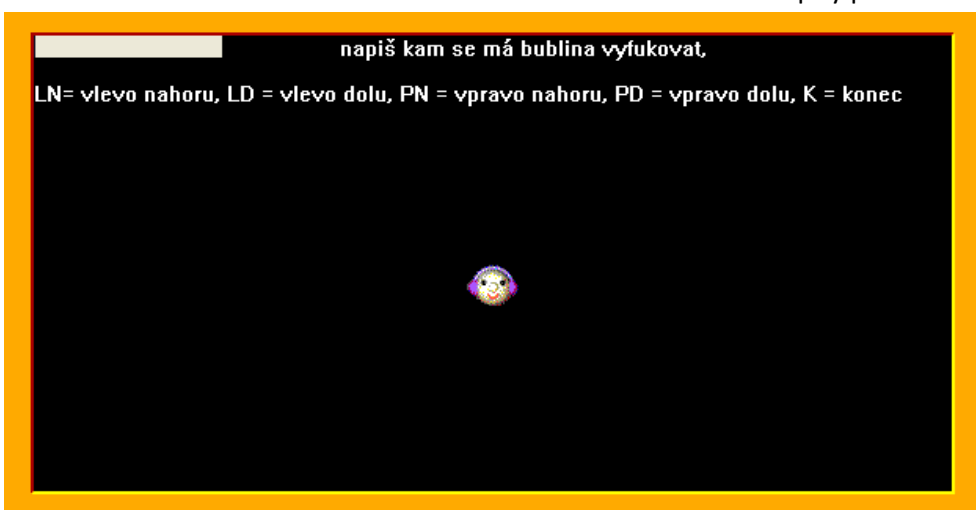 napiš kam se má bublina vyfukovat,
LN= vlevo nahoru, LD = vlevo dolu, PN = vpravo nahoru, PD = vpravo dolu, K = konec